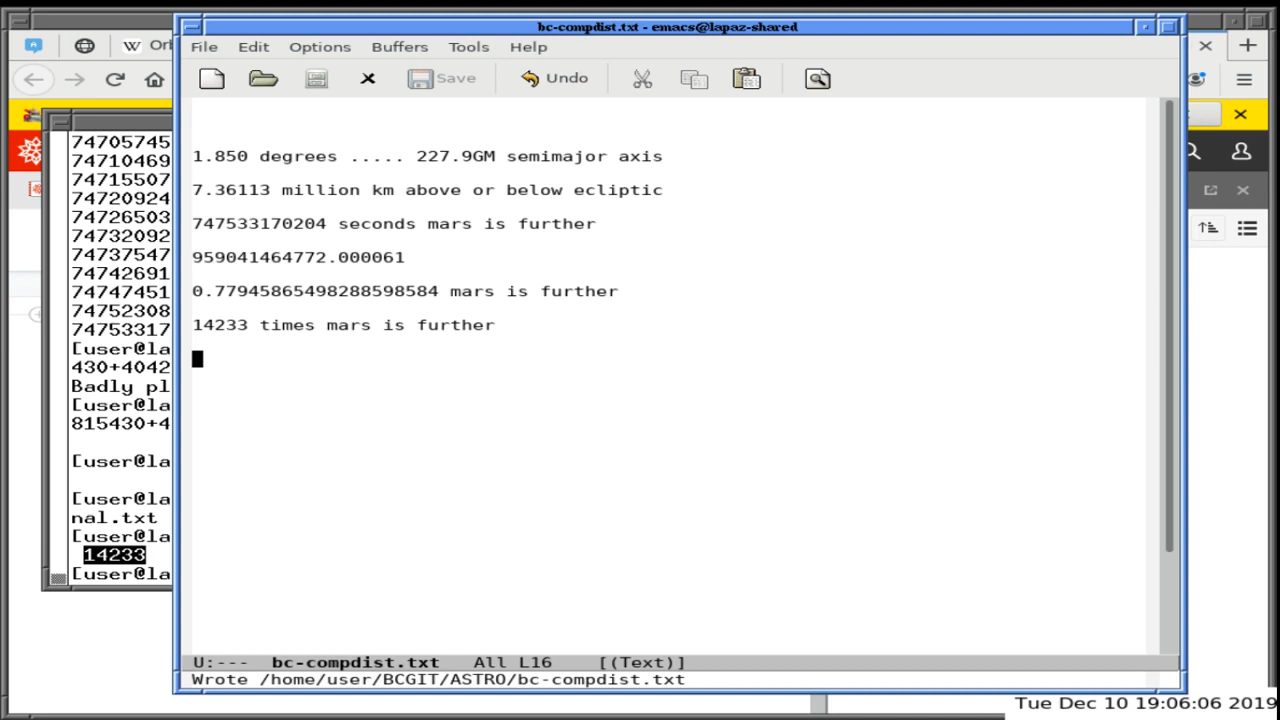 bc-compdist.txt - emacs@lapaz-shared
W Orb
File Edit Options Buffers Tools Help
Save Undo
74705745
74710469
74715507
74720924
74726503
74732092
74737547
74742691
74747451
74752308
74753317
[user@la
430+4042
Badly pl
[user@la
815430+4
[user@la
[user@la
nal.txt
[user@la
14233
[user@la
1.850 degrees ..... 227.9GM semimajor axis
7.36113 million km above or below ecliptic
747533170204 seconds mars is further
959041464772.000061
0.77945865498288598584 mars is further
14233 times mars is further
U:--- bc-compdist.txt All L16 [(Text)]
Wrote /home/user/BCGIT/ASTRO/bc-compdist.txt
Tue Dec 10 19:06:06 2019